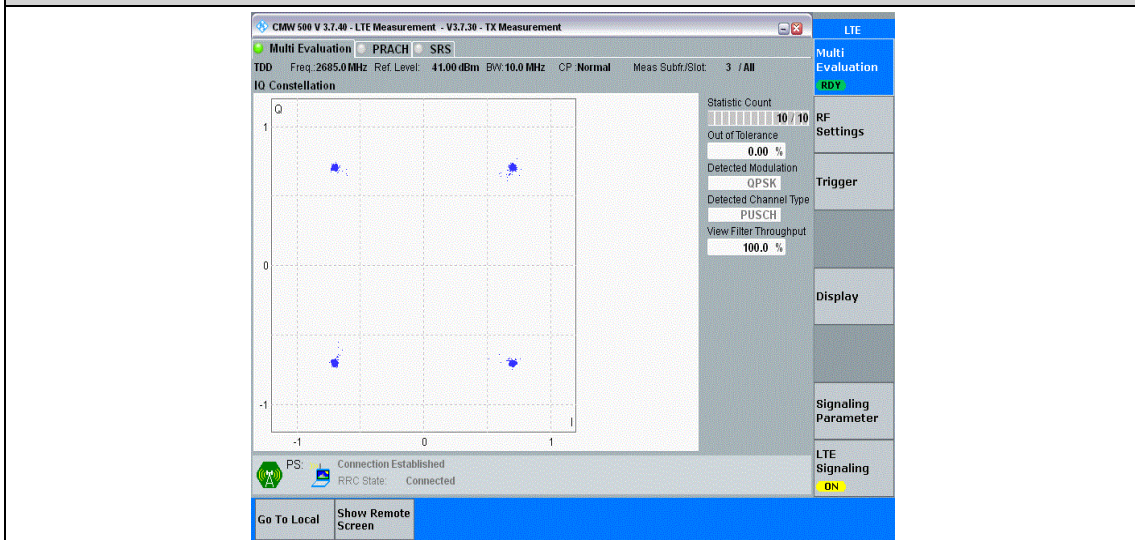 CMW 500 V 3.7.40 - LTE Measurement - V3.7.30 - TX Measurement
LTE
Multi Evaluation PRACH SRS
TDD Freq.:2685.0 MHz Ref. Level: 41.00 dBm BW:10.0 MHz CP :Normal Meas Subfr./Slot: 3 / All
IQ Constellation
Q
1
0
-1
-1 0 1
I
Statistic Count
10 / 10
Out of Tolerance
0.00 %
Detected Modulation
QPSK
Detected Channel Type
PUSCH
View Filter Throughput
100.0 %
Multi
Evaluation
RDY
RF
Settings
Trigger
Display
Signaling
Parameter
LTE
Signaling
ON
PS: Connection Established
RRC State: Connected
Go To Local
Show Remote
Screen